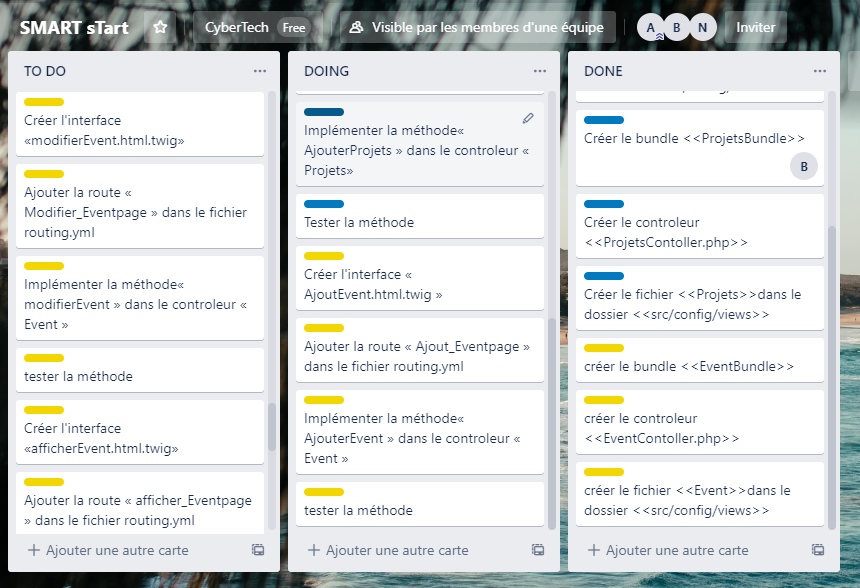 SMART sTart
CyberTech Free
Visible par les membres d'une équipe
A B N
Inviter
TO DO
Créer l'interface
«modifierEvent.html.twig»
Ajouter la route «
Modifier_Eventpage » dans le fichier
routing.yml
Implémenter la méthode«
modifierEvent » dans le controleur «
Event »
tester la méthode
Créer l'interface
«afficherEvent.html.twig»
Ajouter la route « afficher_Eventpage
» dans le fichier routing.yml
+ Ajouter une autre carte
DOING
Implémenter la méthode«
AjouterProjets » dans le controleur «
Projets»
Tester la méthode
Créer l'interface «
AjoutEvent.html.twig »
Ajouter la route « Ajout_Eventpage »
dans le fichier routing.yml
Implémenter la méthode«
AjouterEvent » dans le controleur «
Event »
tester la méthode
+ Ajouter une autre carte
DONE
Créer le bundle <<ProjetsBundle>>
B
Créer le controleur
<<ProjetsContoller.php>>
Créer le fichier <<Projets>>dans le
dossier <<src/config/views>>
créer le bundle <<EventBundle>>
créer le controleur
<<EventContoller.php>>
créer le fichier <<Event>>dans le
dossier <<src/config/views>>
+ Ajouter une autre carte